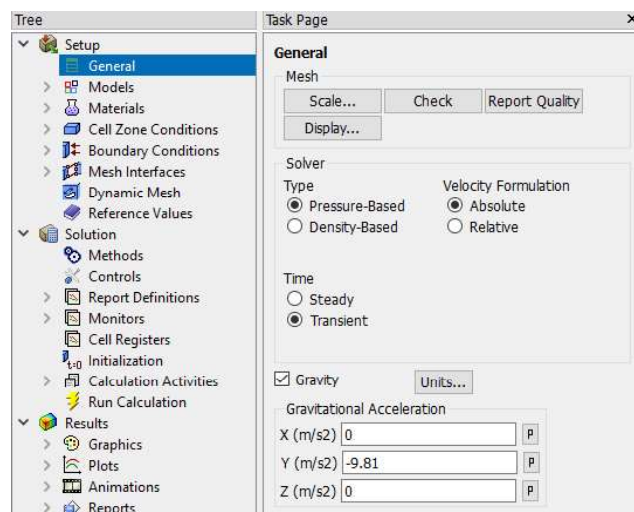 Tree
Setup
General
Models
Materials
Cell Zone Conditions
Boundary Conditions
Mesh Interfaces
Dynamic Mesh
Reference Values
Solution
Methods
Controls
Report Definitions
Monitors
Cell Registers
t=0 Initialization
Calculation Activities
Run Calculation
Results
Graphics
Plots
Animations
Reports
Task Page
General
Mesh
Scale... Check Report Quality
Display...
Solver
Type Velocity Formulation
Pressure-Based Absolute
Density-Based Relative
Time
Steady
Transient
Gravity Units...
Gravitational Acceleration
X (m/s2) 0 P
Y (m/s2) -9.81 P
Z (m/s2) 0 P